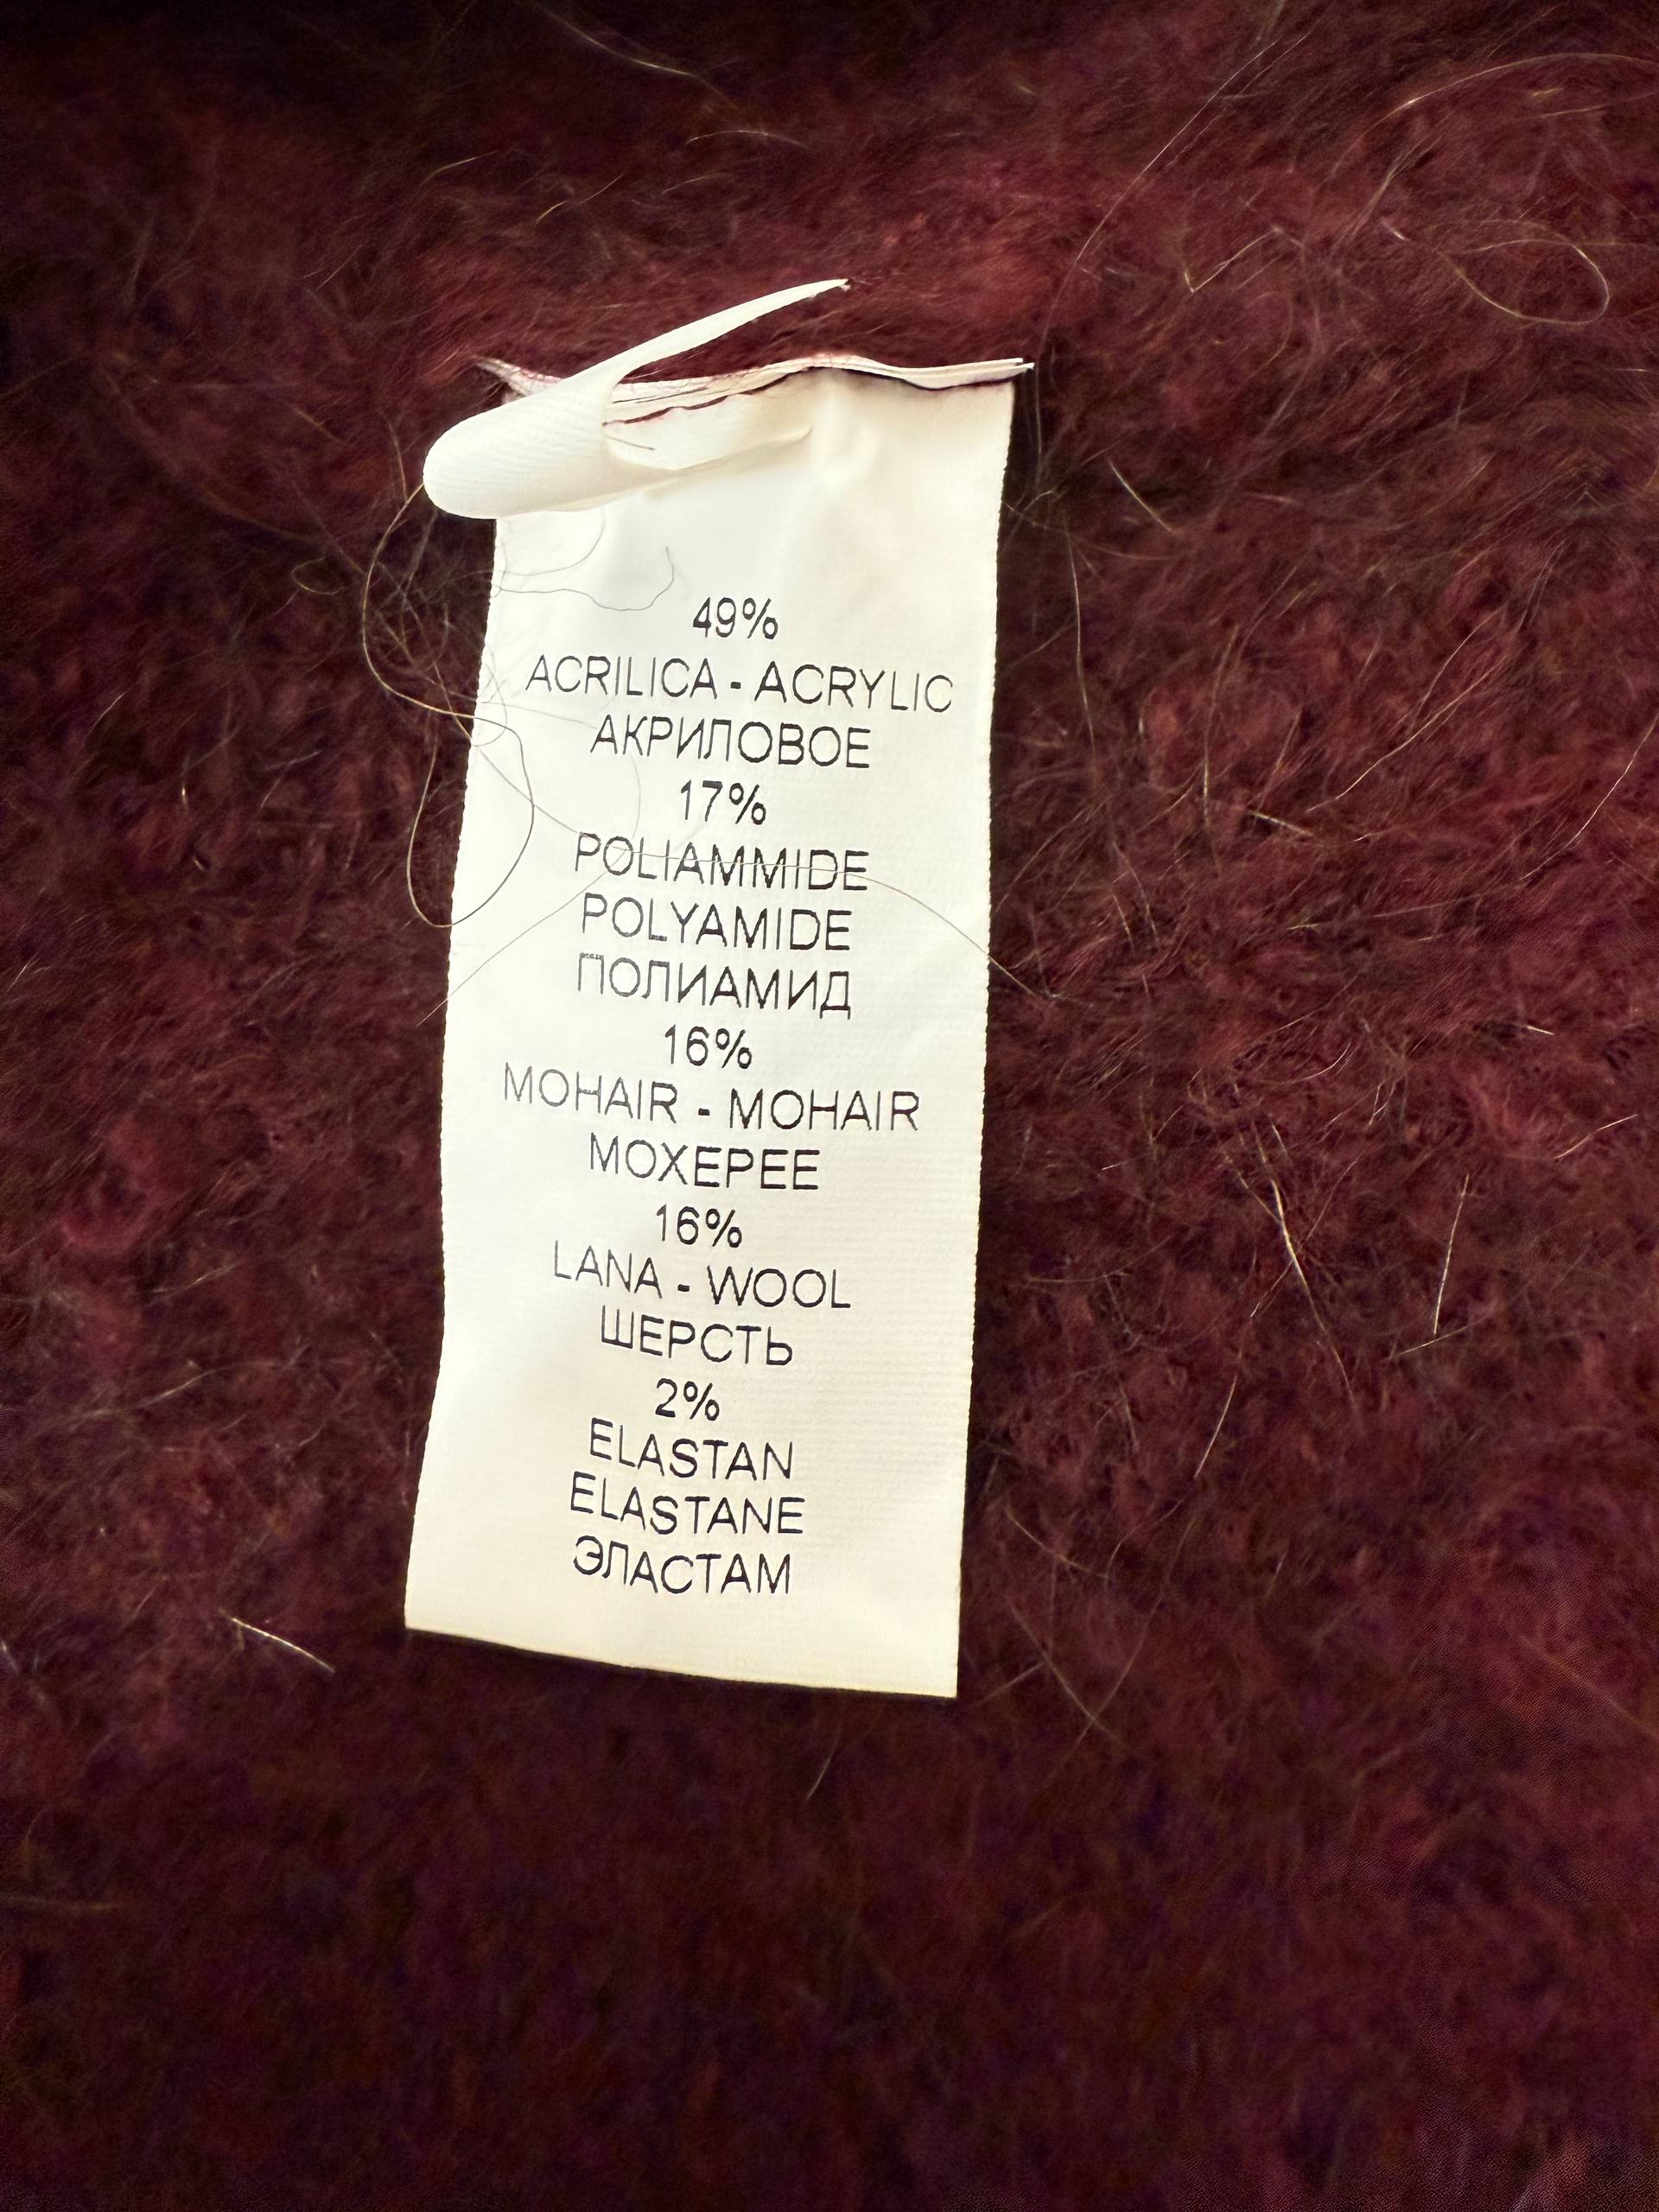 49%
ACRILICA - ACRYLIC
АКРИЛОВОЕ
17%
POLIAMMIDE
POLYAMIDE
ПОЛИАМИД
16%
MOHAIR - MOHAIR
МОХЕРЕЕ
16%
LANA - WOOL
ШЕРСТЬ
2%
ELASTAN
ELASTANE
ЭЛАСТАМ